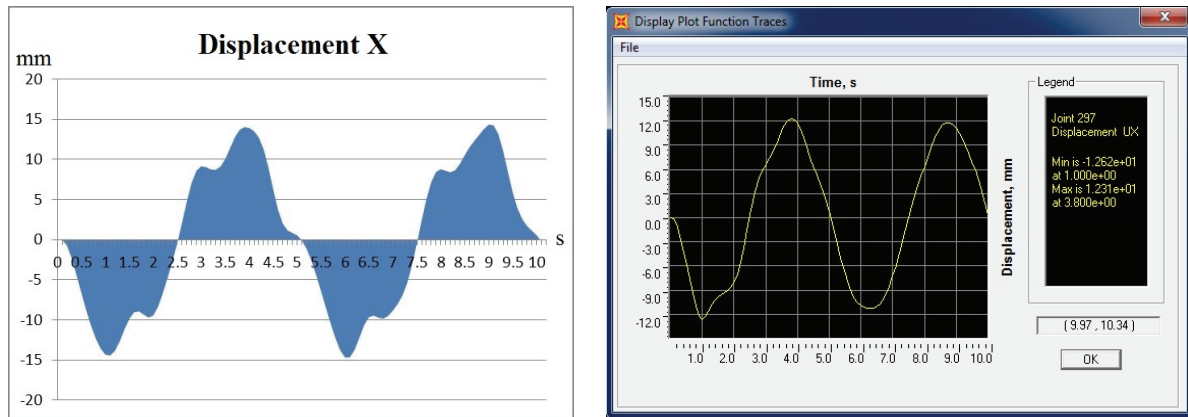 Displacement X
mm
20
15
10
5
0
-5
-10
-15
-20
0 0.5 1 1.5 2 2.5 3 3.5 4 4.5 5 5.5 6 6.5 7 7.5 8 8.5 9 9.5 10
s
Display Plot Function Traces
File
Time, s
15.0
12.0
9.0
6.0
3.0
0.0
-3.0
-6.0
-9.0
-12.0
1.0 2.0 3.0 4.0 5.0 6.0 7.0 8.0 9.0 10.0
Displacement, mm
Legend
Joint 297
Displacement UX
Min is -1.262e+01
at 1.000e+00
Max is 1.231e+01
at 3.800e+00
( 9.97 , 10.34 )
OK